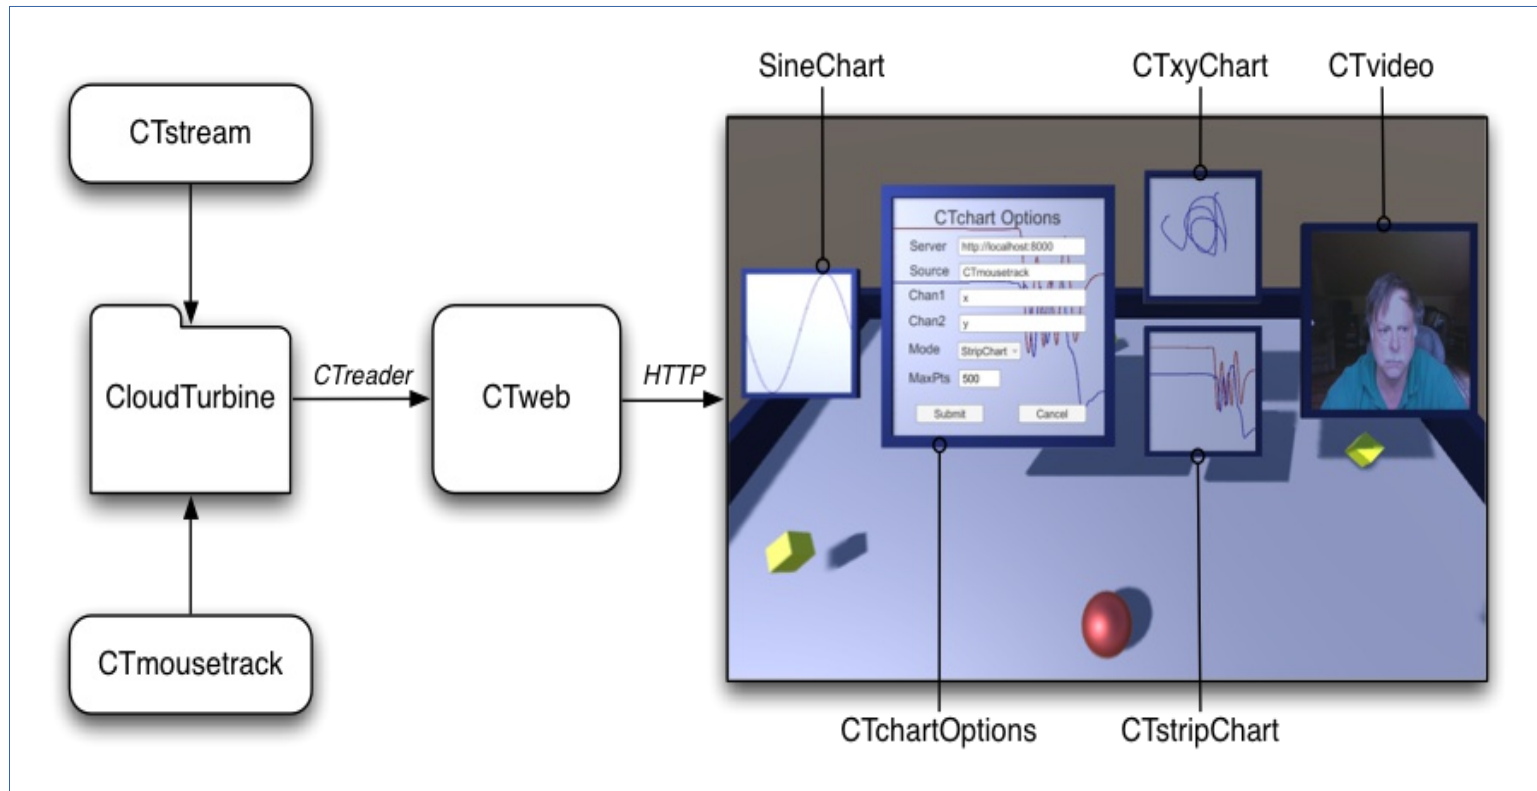 SineChart
CTxyChart
CTvideo
CTstream
CTchart Options
Server http://localhost:8000
Source CTmousetrack
Chan1 x
Chan2 y
Mode StripChart
MaxPts 500
Submit Cancel
CloudTurbine
CTreader
CTweb
HTTP
CTmousetrack
CTchartOptions
CTstripChart